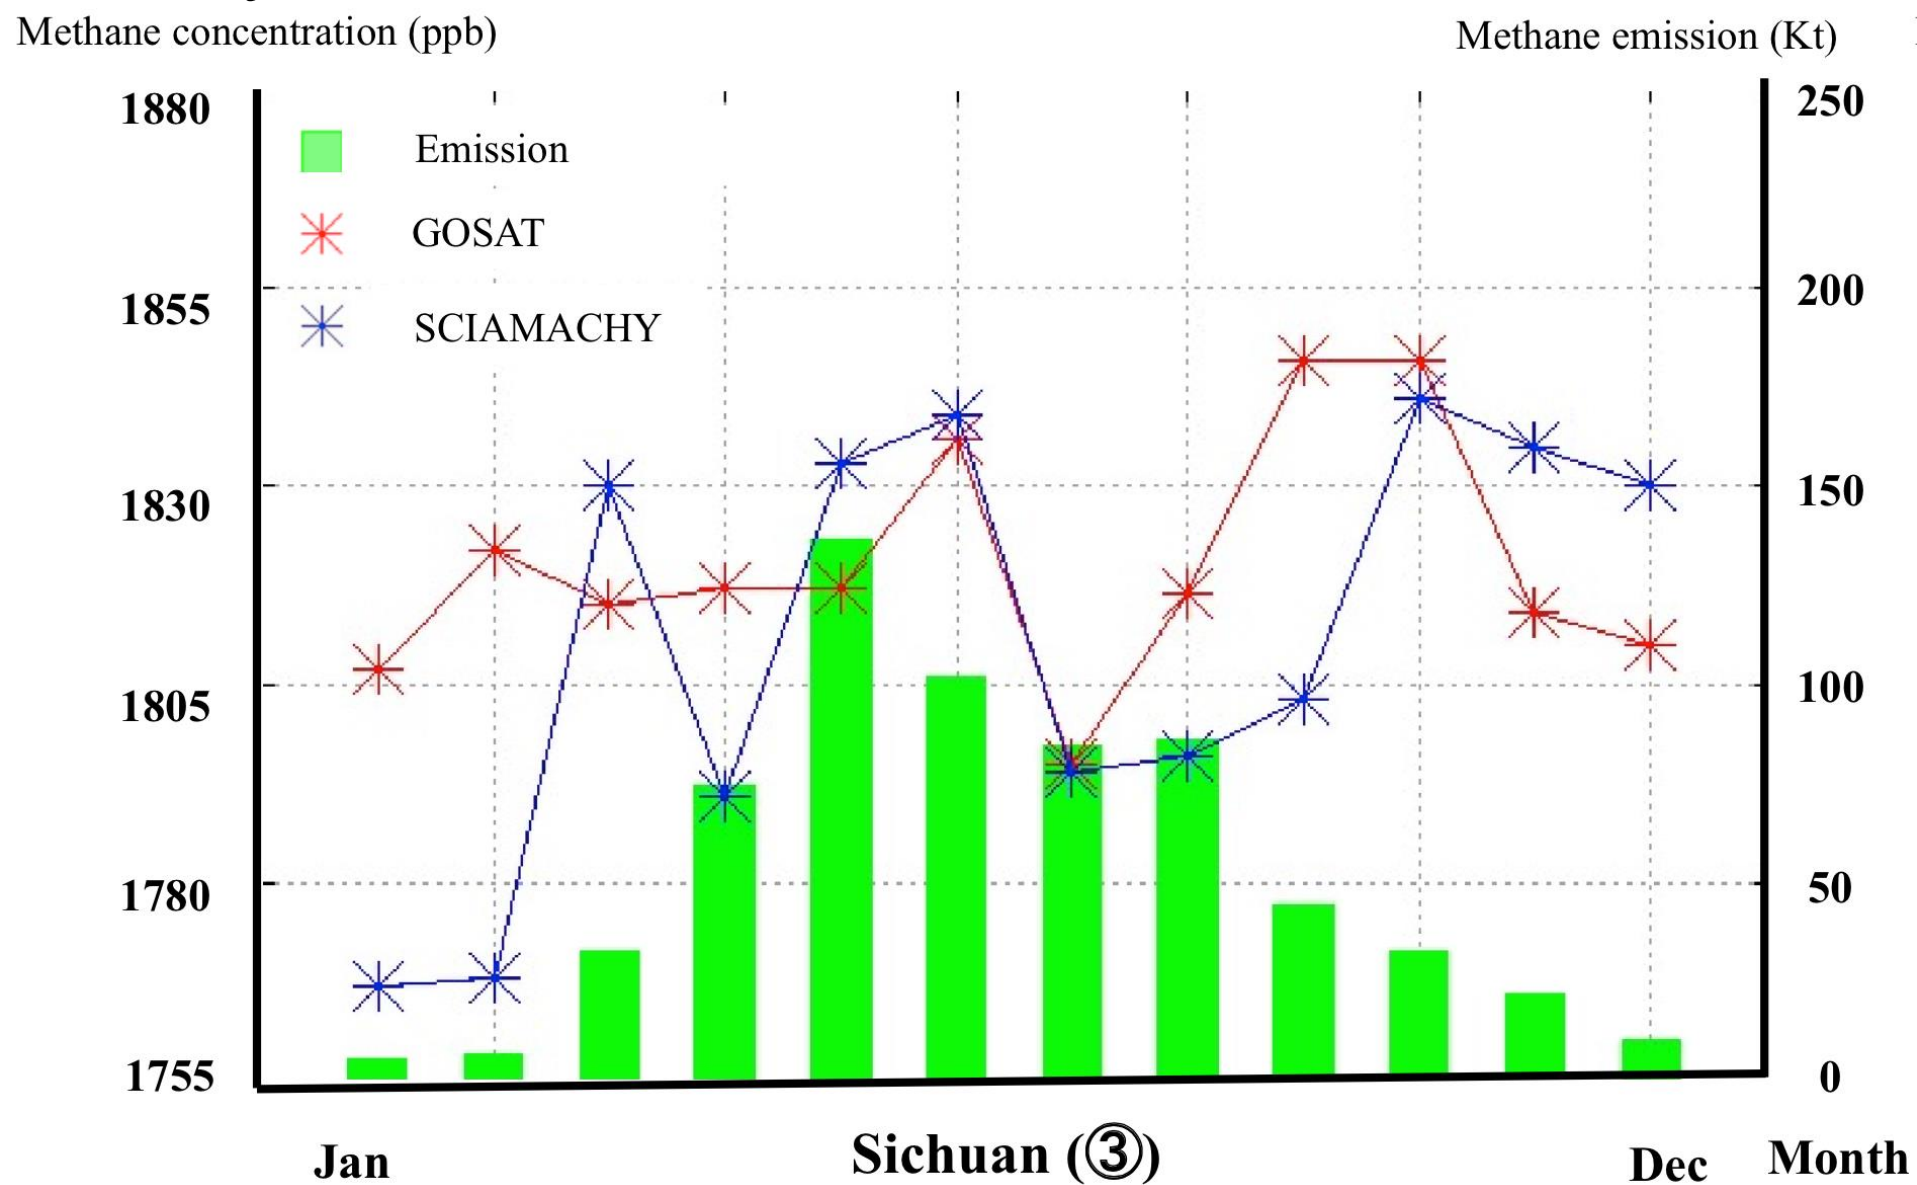 Methane concentration (ppb)
Methane emission (Kt)
1880
250
Emission
GOSAT
1855
200
SCIAMACHY
1830
150
1805
100
1780
50
1755
0
Jan
Sichuan (③)
Dec
Month